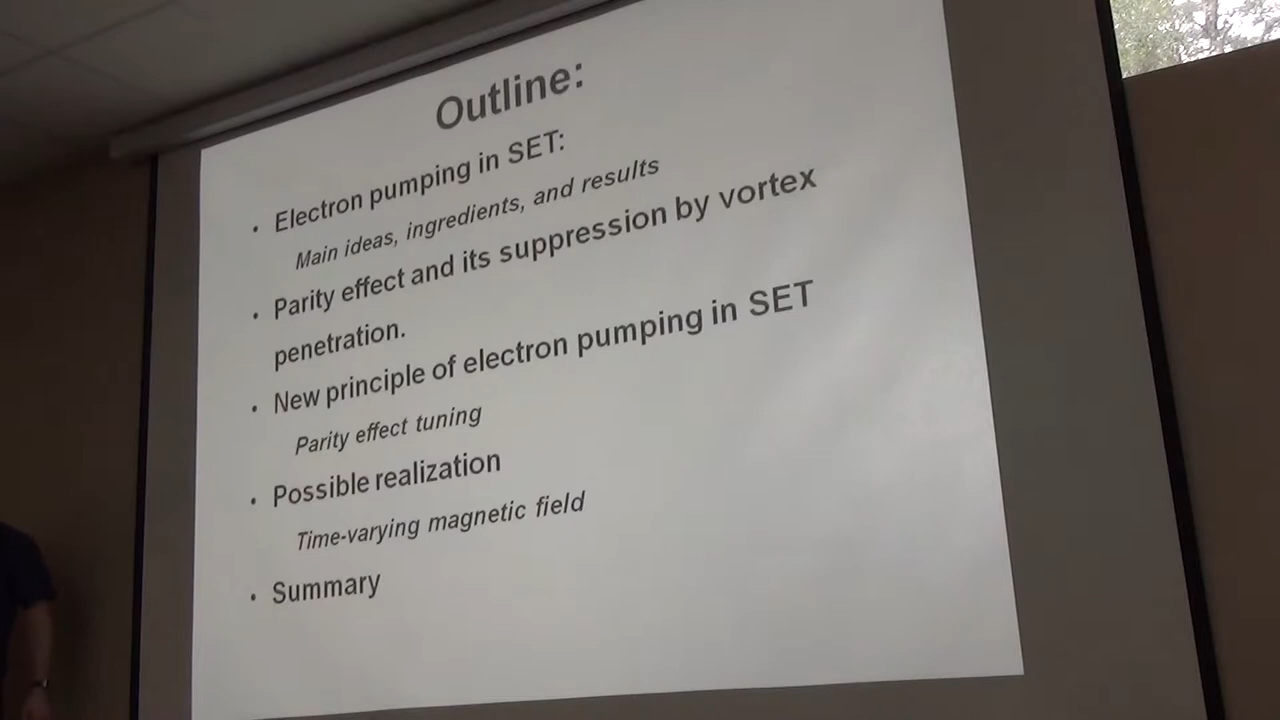 Outline:
• Electron pumping in SET:
Main ideas, ingredients, and results
• Parity effect and its suppression by vortex
penetration.
• New principle of electron pumping in SET
Parity effect tuning
• Possible realization
Time-varying magnetic field
• Summary